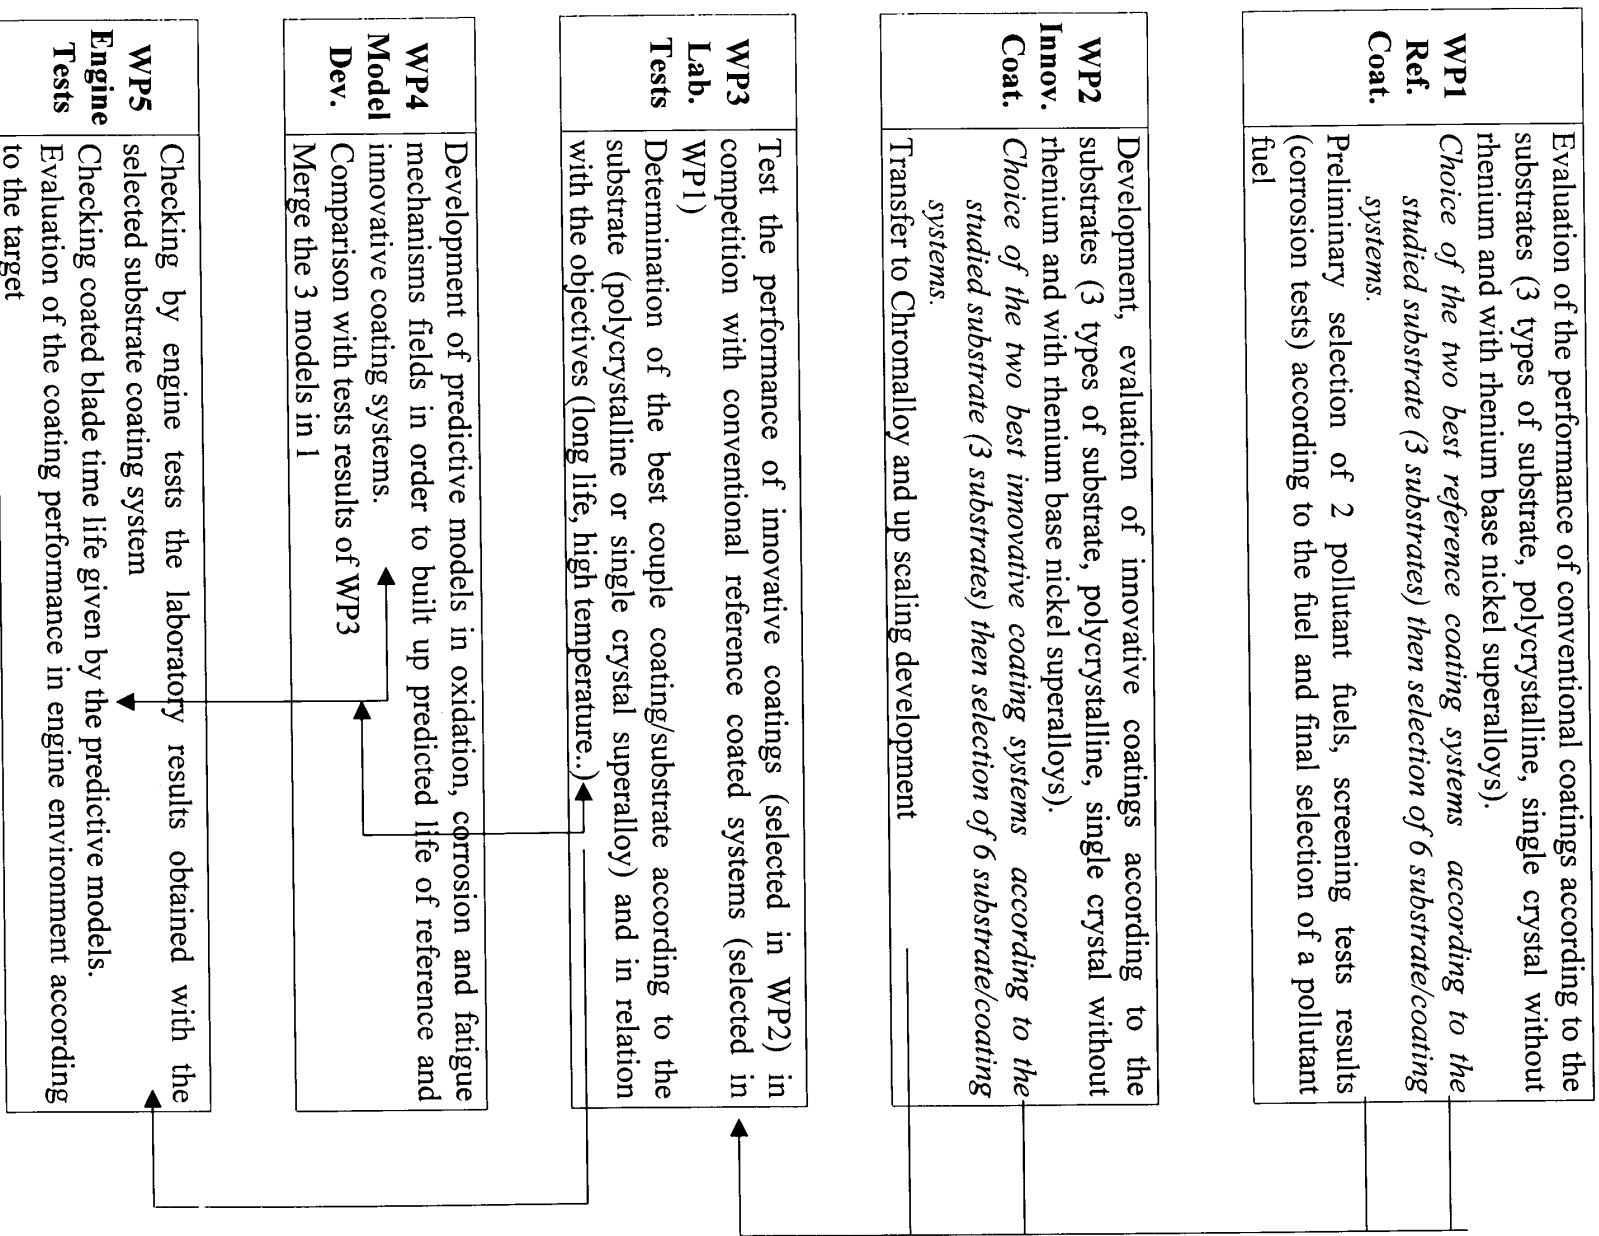 WP1
Ref.
Coat.
Evaluation of the performance of conventional coatings according to the
substrates (3 types of substrate, polycrystalline, single crystal without
rhenium and with rhenium base nickel superalloys).
Choice of the two best reference coating systems according to the
studied substrate (3 substrates) then selection of 6 substrate/coating
systems.
Preliminary selection of 2 pollutant fuels, screening tests results
(corrosion tests) according to the fuel and final selection of a pollutant
fuel
WP2
Innov.
Coat.
Development, evaluation of innovative coatings according to the
substrates (3 types of substrate, polycrystalline, single crystal without
rhenium and with rhenium base nickel superalloys).
Choice of the two best innovative coating systems according to the
studied substrate (3 substrates) then selection of 6 substrate/coating
systems.
Transfer to Chromalloy and up scaling development
WP3
Lab.
Tests
Test the performance of innovative coatings (selected in WP2) in
competition with conventional reference coated systems (selected in
WP1)
Determination of the best couple coating/substrate according to the
substrate (polycrystalline or single crystal superalloy) and in relation
with the objectives (long life, high temperature..)
WP4
Model
Dev.
Development of predictive models in oxidation, corrosion and fatigue
mechanisms fields in order to built up predicted life of reference and
innovative coating systems.
Comparison with tests results of WP3
Merge the 3 models in 1
WP5
Engine
Tests
Checking by engine tests the laboratory results obtained with the
selected substrate coating system
Checking coated blade time life given by the predictive models.
Evaluation of the coating performance in engine environment according
to the target